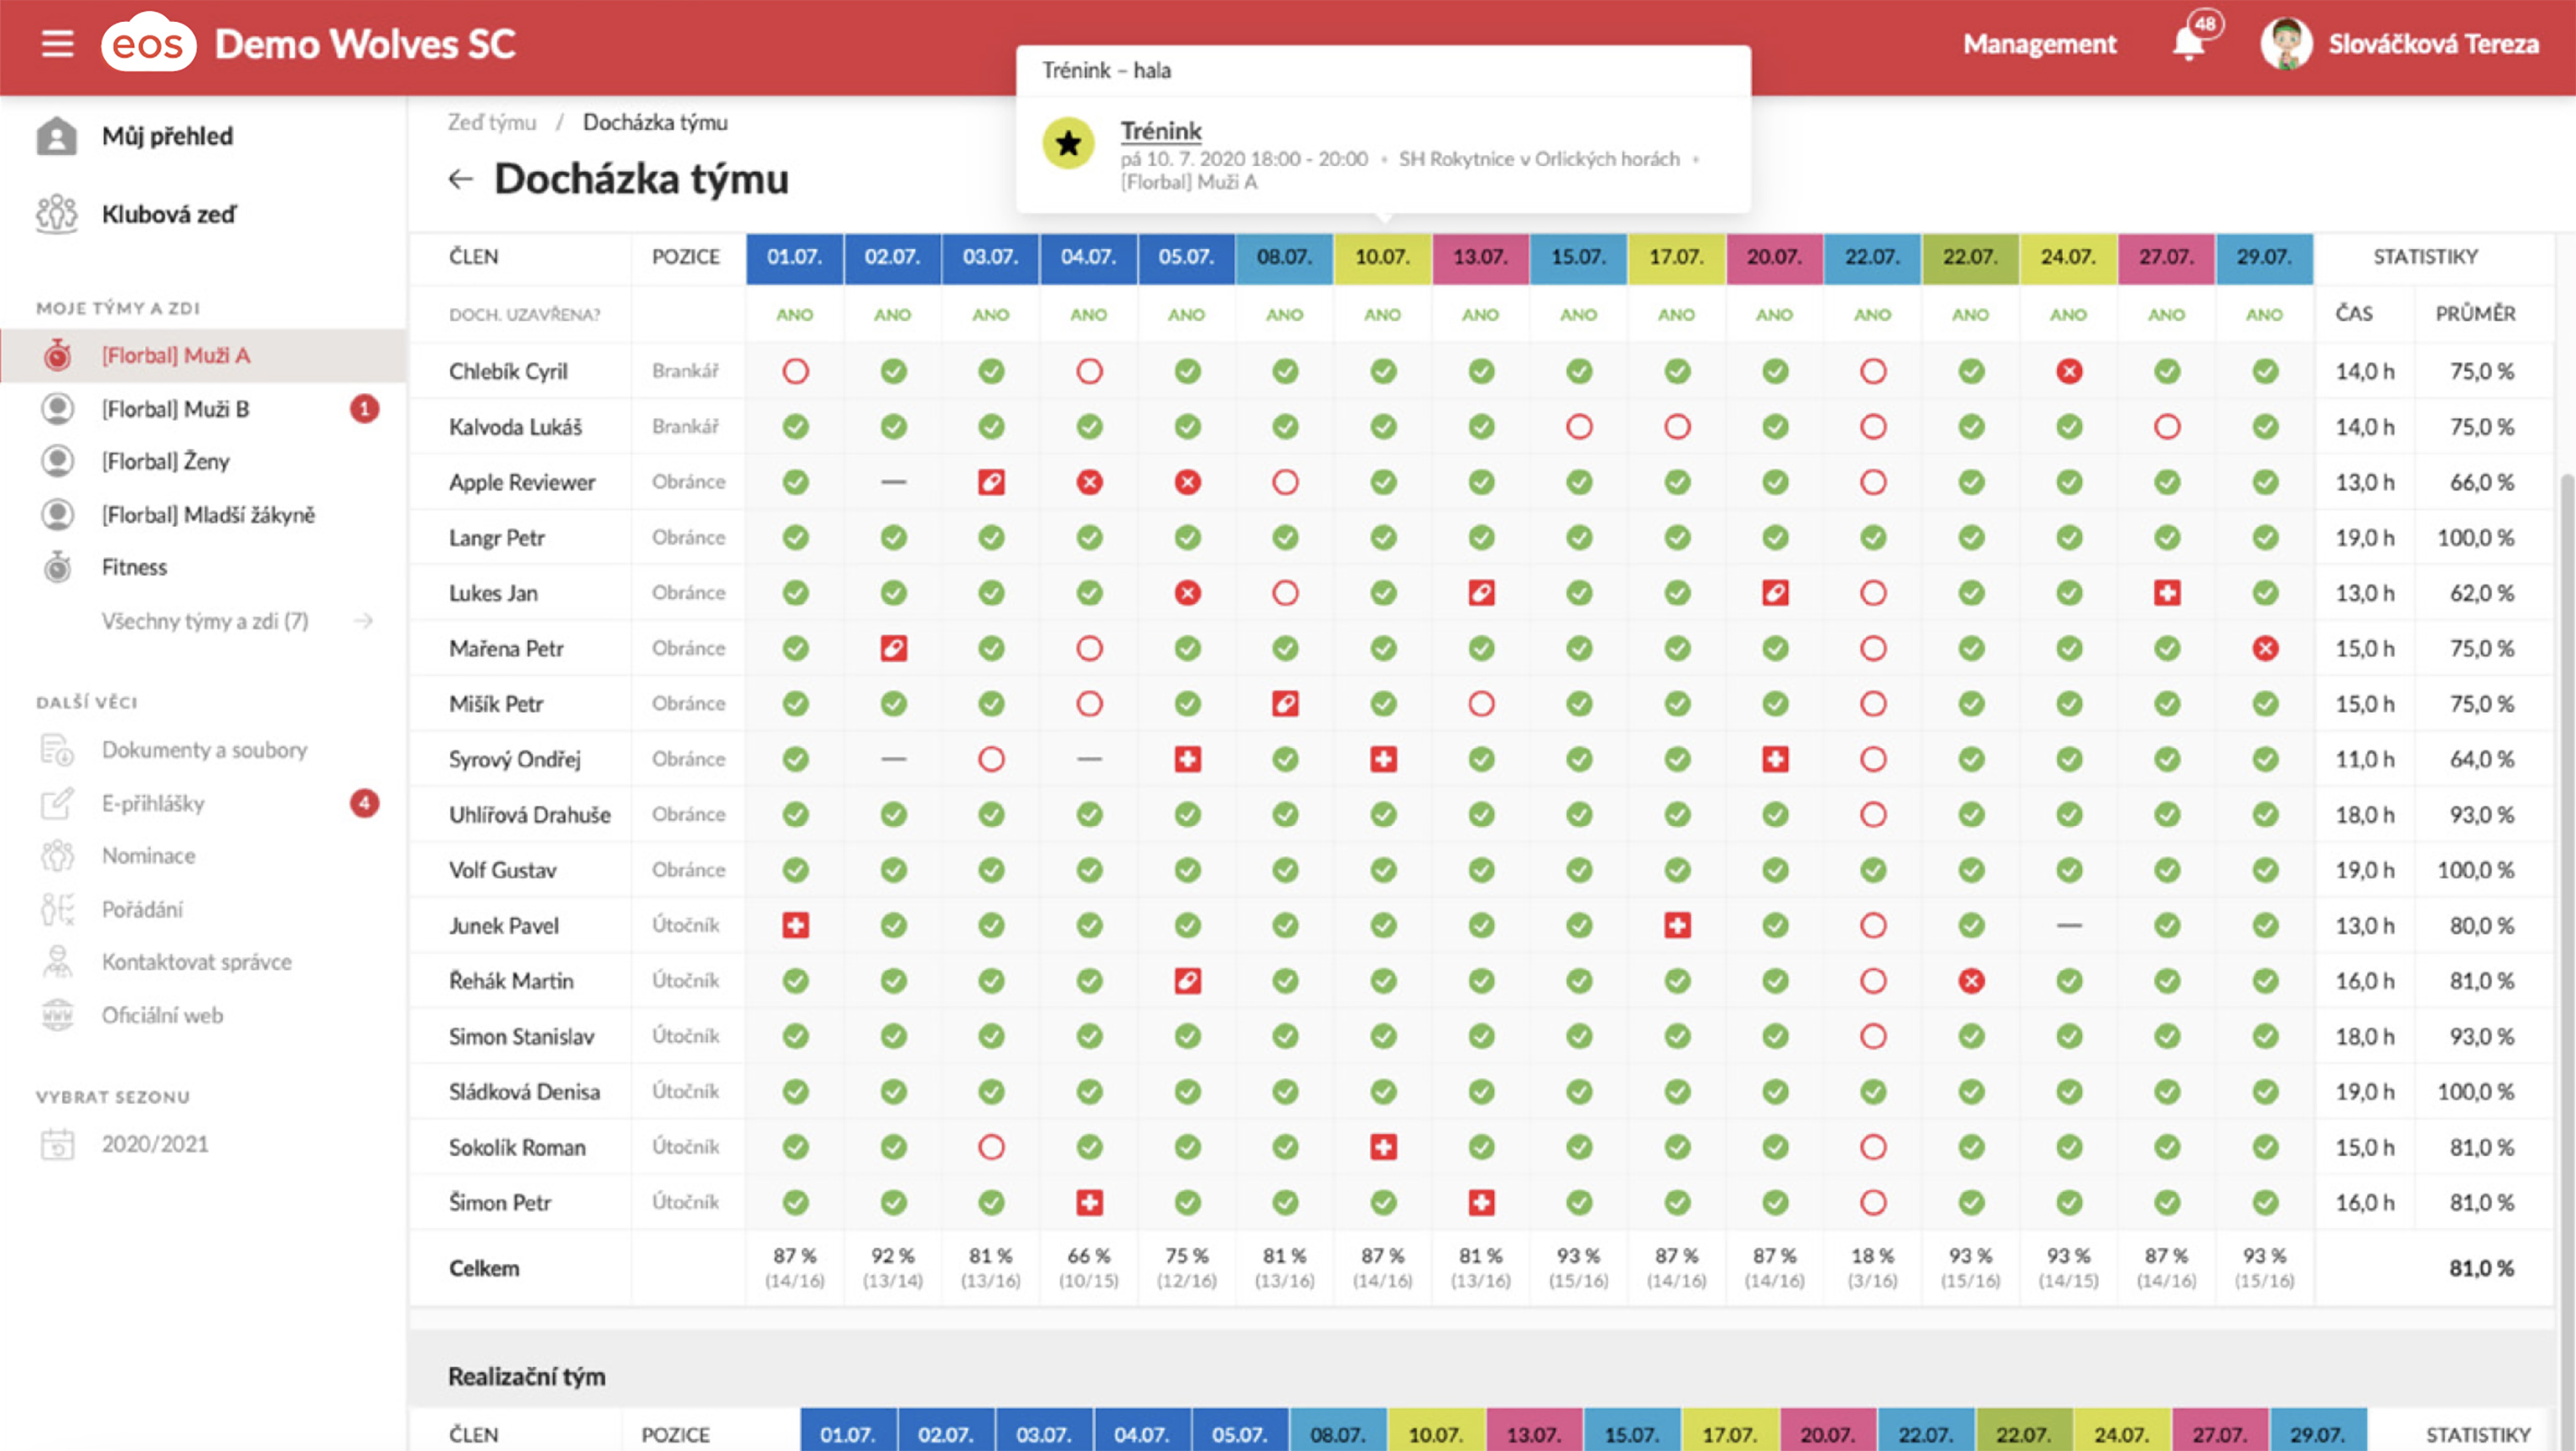 eos Demo Wolves SC
Management 48 Slováčková Tereza
Trénink – hala
Trénink
pá 10. 7. 2020 18:00 - 20:00 • SH Rokytnice v Orlických horách •
[Florbal] Muži A
Můj přehled
Klubová zeď
MOJE TÝMY A ZDI
[Florbal] Muži A
[Florbal] Muži B 1
[Florbal] Ženy
[Florbal] Mladší žákyně
Fitness
Všechny týmy a zdi (7)
DALŠÍ VĚCI
Dokumenty a soubory
E-přihlášky 4
Nominace
Pořádání
Kontaktovat správce
WWW Oficiální web
VYBRAT SEZONU
2020/2021
Zeď týmu / Docházka týmu
Docházka týmu
ČLEN POZICE 01.07. 02.07. 03.07. 04.07. 05.07. 08.07. 10.07. 13.07. 15.07. 17.07. 20.07. 22.07. 22.07. 24.07. 27.07. 29.07. STATISTIKY
DOCH. UZAVŘENA? ANO ANO ANO ANO ANO ANO ANO ANO ANO ANO ANO ANO ANO ANO ANO ANO ČAS PRŮMĚR
Chlebík Cyril Brankář 14,0 h 75,0 %
Kalvoda Lukáš Brankář 14,0 h 75,0 %
Apple Reviewer Obránce 13,0 h 66,0 %
Langr Petr Obránce 19,0 h 100,0 %
Lukes Jan Obránce 13,0 h 62,0 %
Mařena Petr Obránce 15,0 h 75,0 %
Mišík Petr Obránce 15,0 h 75,0 %
Syrový Ondřej Obránce 11,0 h 64,0 %
Uhlířová Drahuše Obránce 18,0 h 93,0 %
Volf Gustav Obránce 19,0 h 100,0 %
Junek Pavel Útočník 13,0 h 80,0 %
Řehák Martin Útočník 16,0 h 81,0 %
Simon Stanislav Útočník 18,0 h 93,0 %
Sládková Denisa Útočník 19,0 h 100,0 %
Sokolík Roman Útočník 15,0 h 81,0 %
Šimon Petr Útočník 16,0 h 81,0 %
Celkem 87 % 92 % 81 % 66 % 75 % 81 % 87 % 81 % 93 % 87 % 87 % 18 % 93 % 93 % 87 % 93 % 81,0 %
(14/16) (13/14) (13/16) (10/15) (12/16) (13/16) (14/16) (13/16) (15/16) (14/16) (14/16) (3/16) (15/16) (14/15) (14/16) (15/16)
Realizační tým
ČLEN POZICE 01.07. 02.07. 03.07. 04.07. 05.07. 08.07. 10.07. 13.07. 15.07. 17.07. 20.07. 22.07. 22.07. 24.07. 27.07. 29.07. STATISTIKY